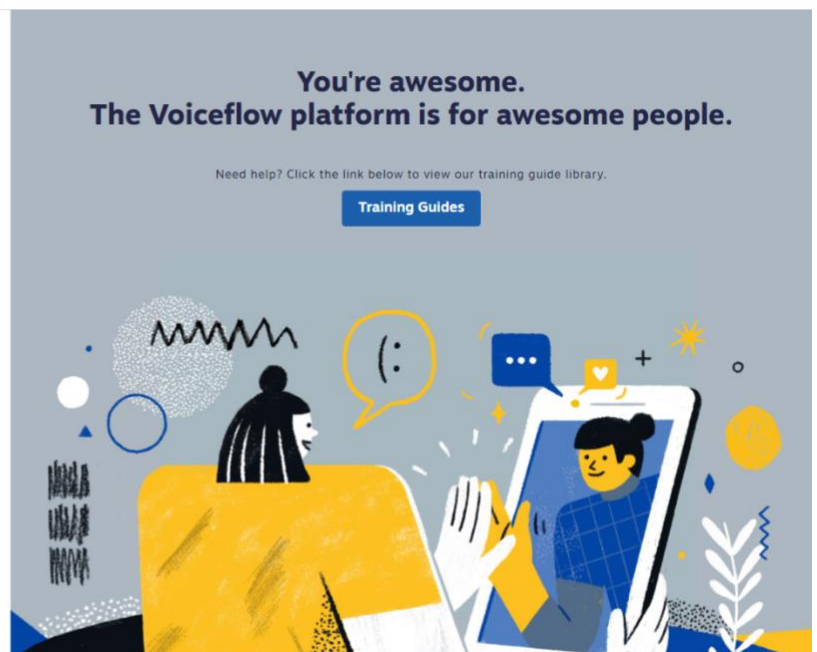 You're awesome.
The Voiceflow platform is for awesome people.
Need help? Click the link below to view our training guide library.
Training Guides
(: